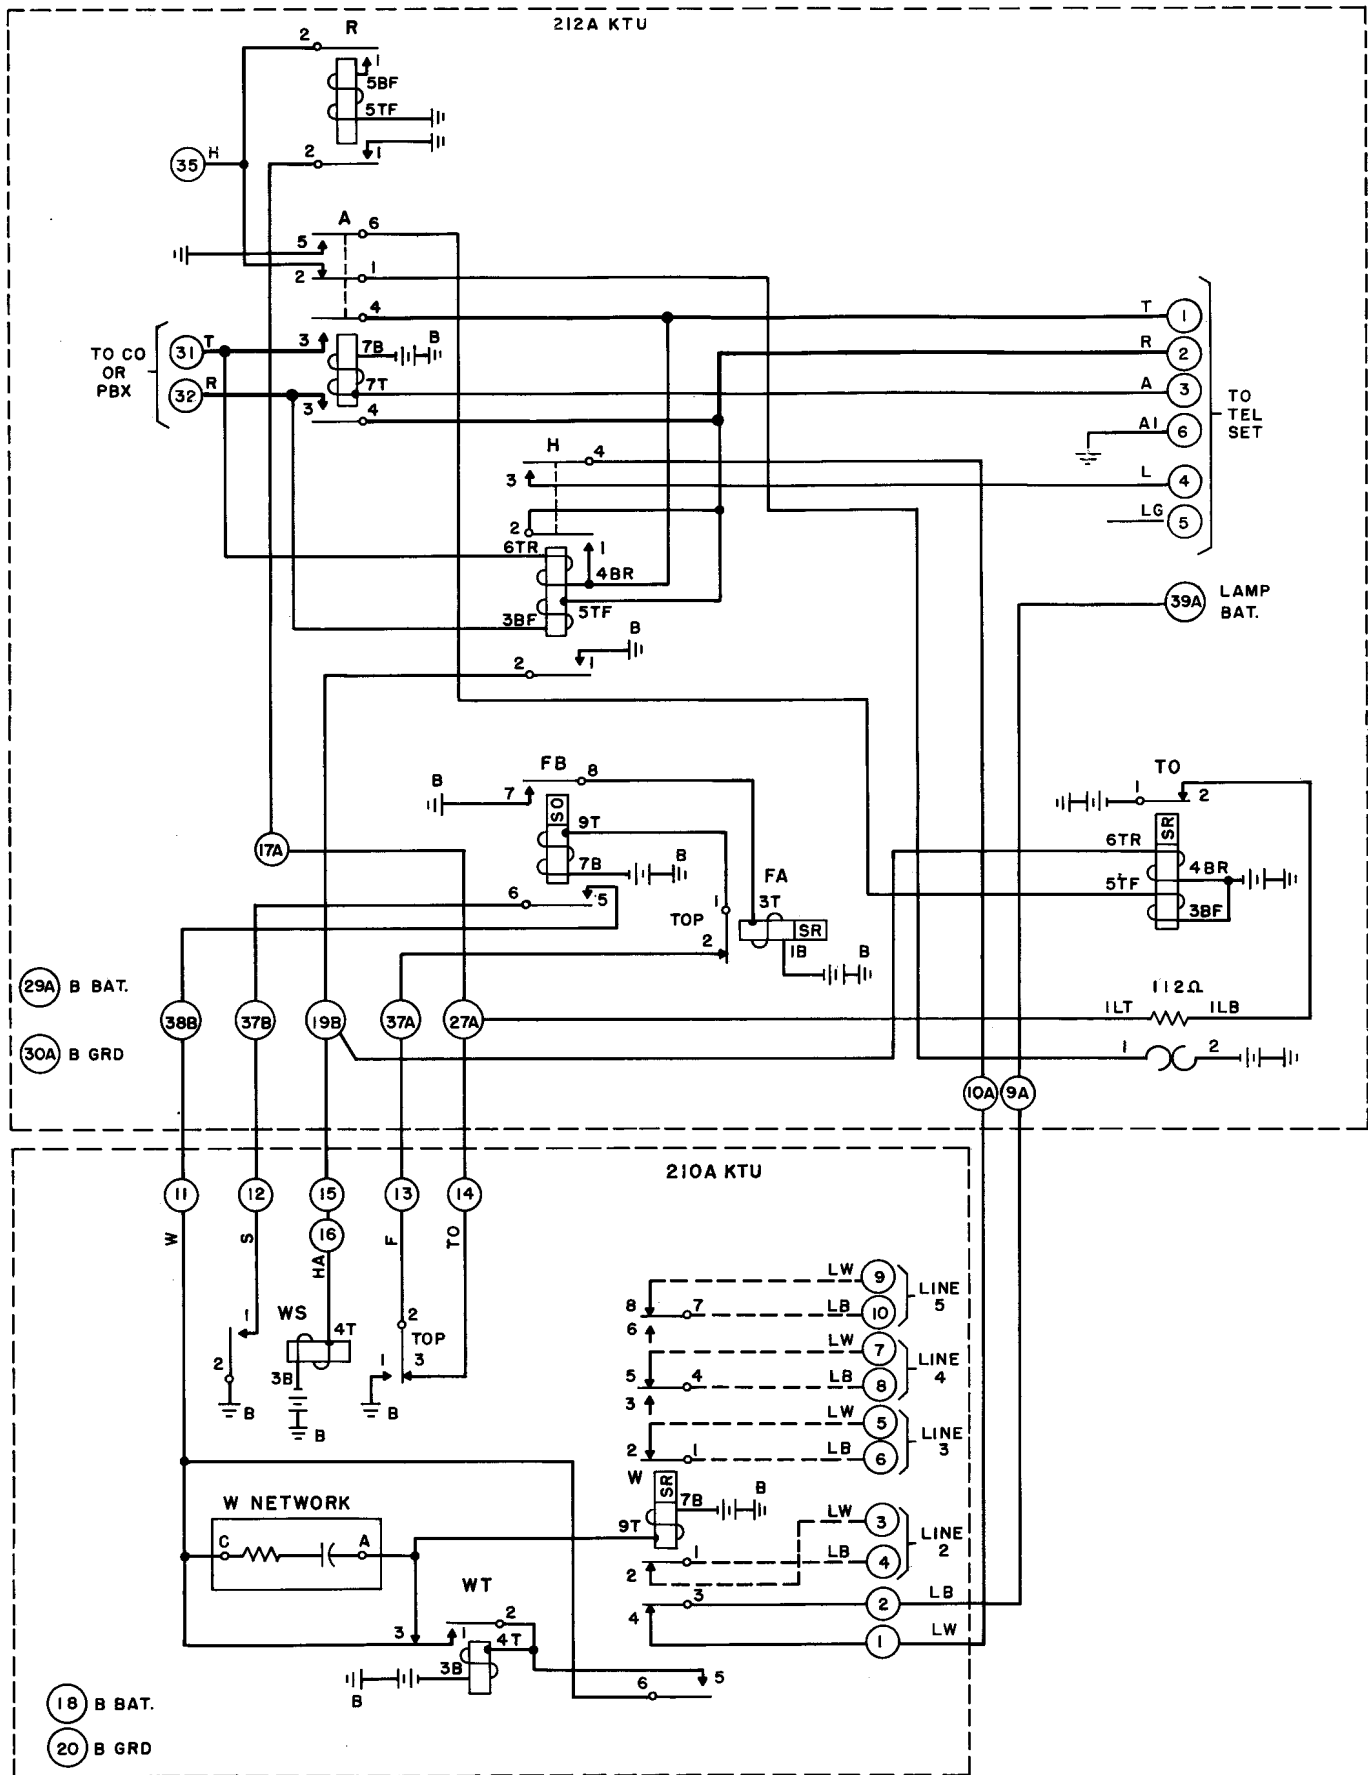 212A KTU
2 R
1
5BF
5TF
2 1
35 H
A 6
5
2 1
4
TO CO
OR
PBX
31 T
32 R
3 7B B
7T
3 4
T 1
R 2
A 3
A1 6
L 4
LG 5
TO
TEL
SET
H 4
3
2
6TR 1
4BR
5TF
3BF
B
2 1
39A LAMP
BAT.
FB 8
B 7
SO
9T
7B B
6 5
17A
FA
1 3T
TOP
2 SR
1B B
TO
1 2
SR
6TR
4BR
5TF
3BF
112Ω
1LT 1LB
1 2
29A B BAT.
30A B GRD
38B 37B 19B 37A 27A
10A 9A
210A KTU
11 12 15 13 14
16
W S HA F TO
1
2
B
WS
4T
3B
B
2
TOP
1 3
B
LW 9
LB 10
LINE
5
8 7
6
LW 7
LB 8
LINE
4
5 4
3
LW 5
LB 6
LINE
3
2 1
W SR
7B B
9T
LW 3
LB 4
LINE
2
1
2
3
4
2 LB
1 LW
W NETWORK
C A
WT
2
3 1 4T
3B
B
5
6
18 B BAT.
20 B GRD